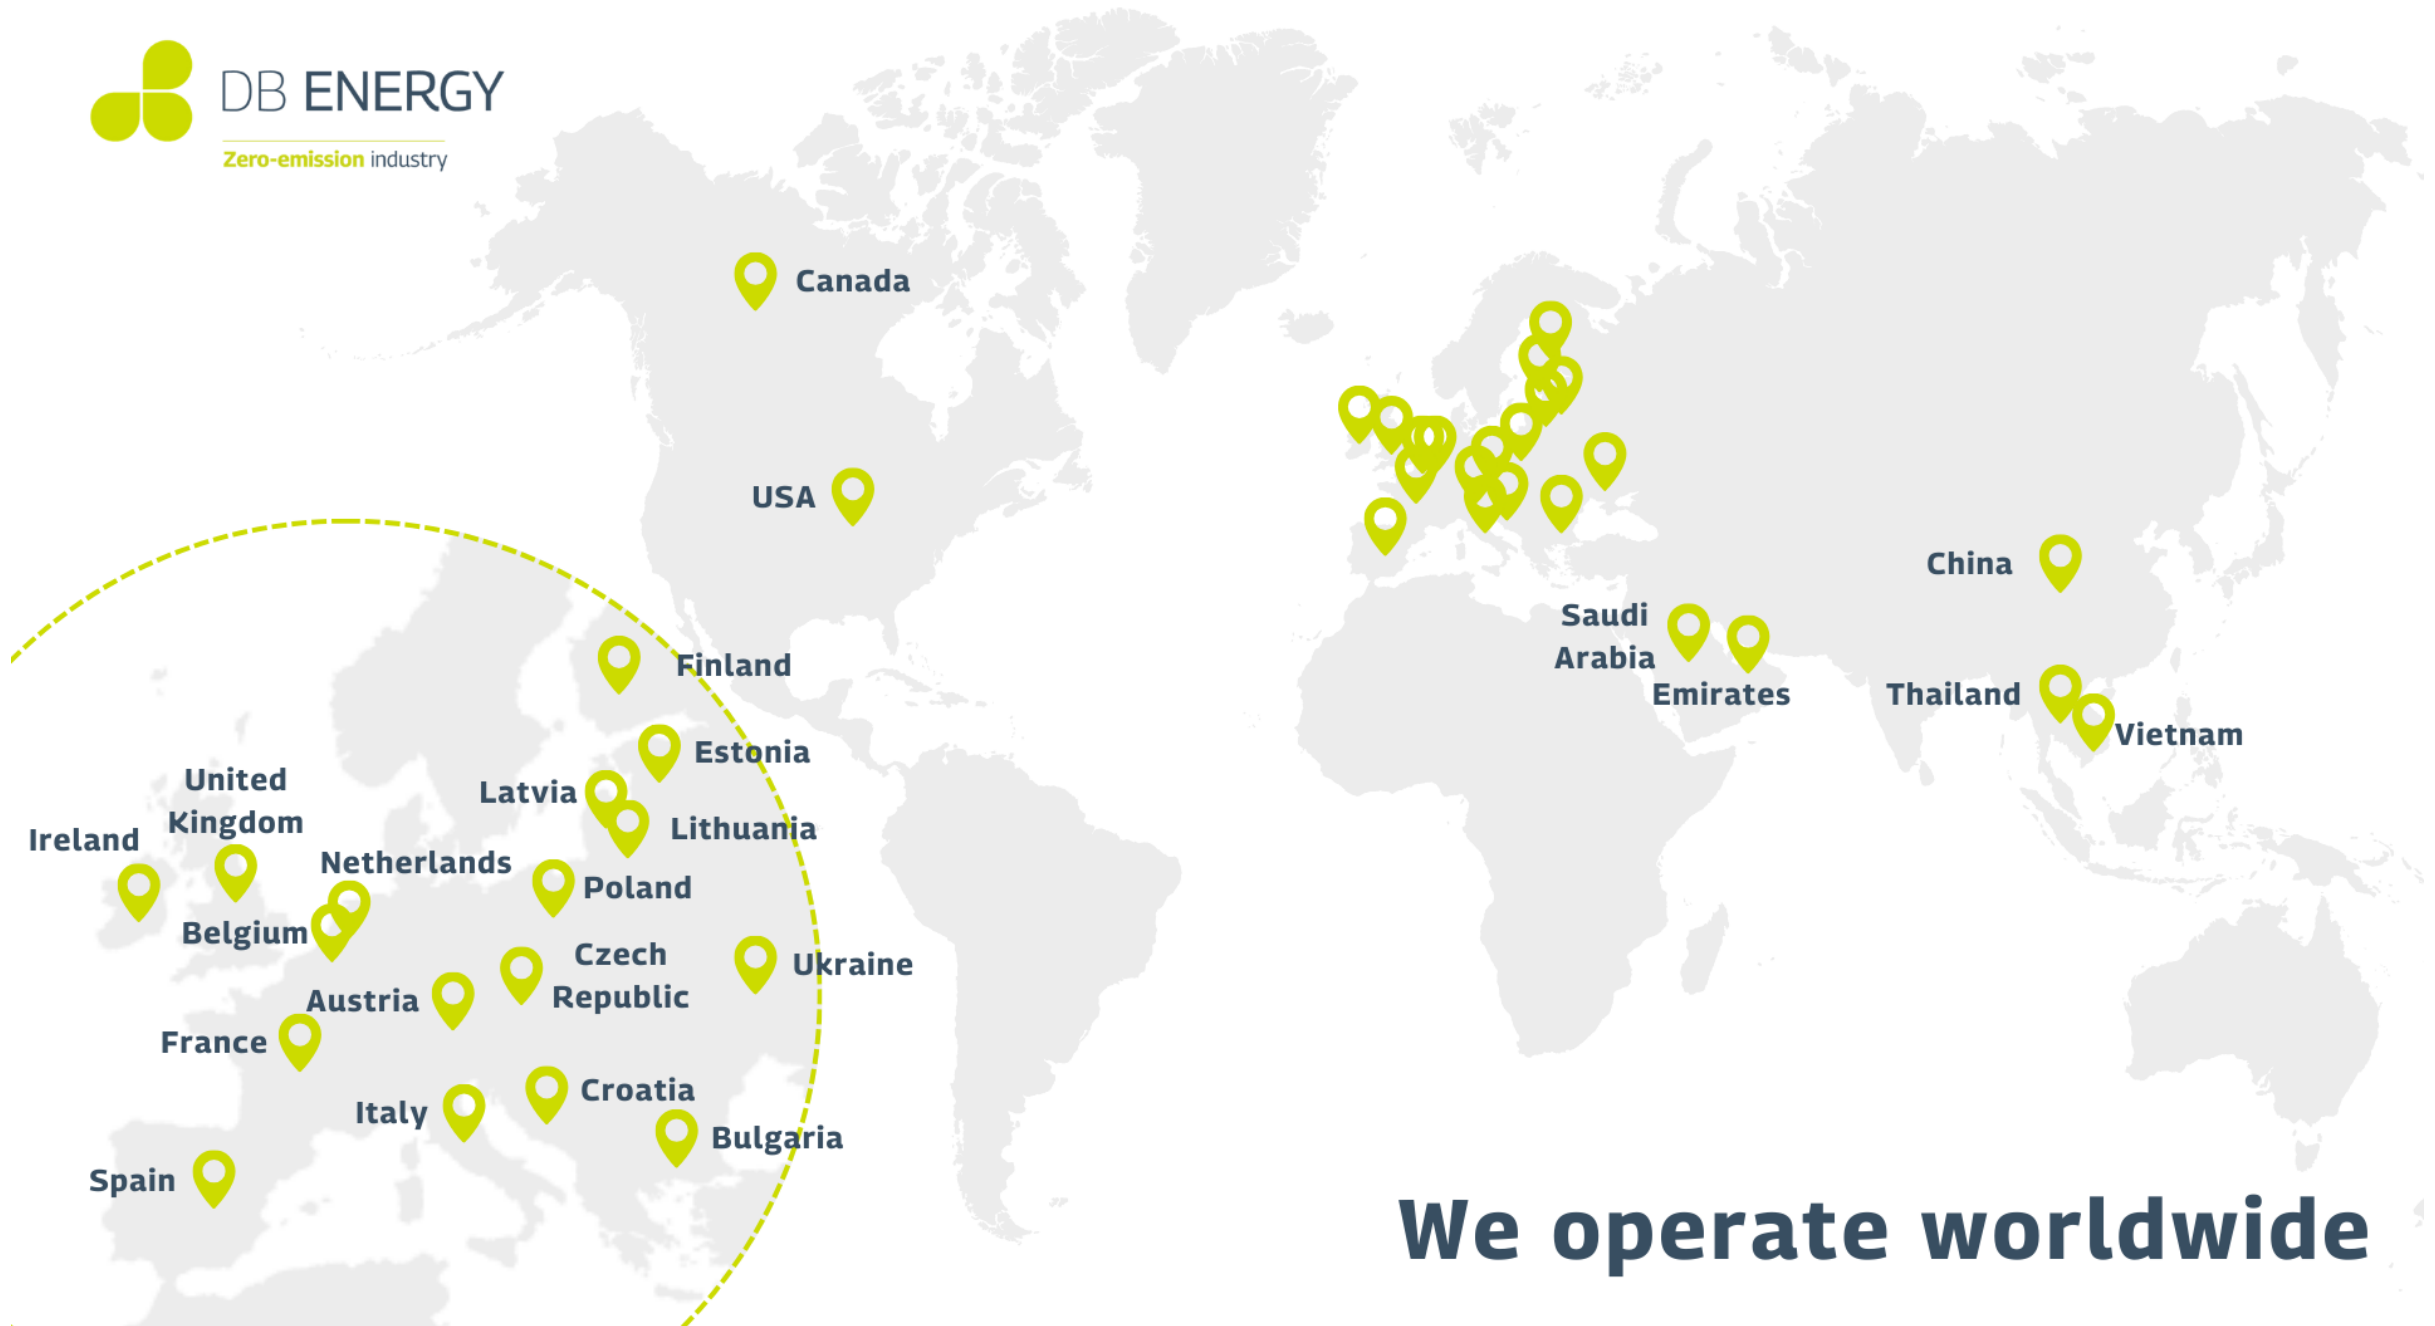 DB ENERGY
Zero-emission industry
Canada
USA
China
Saudi
Arabia
Emirates
Thailand
Vietnam
Finland
Estonia
Latvia
Lithuania
United
Kingdom
Ireland
Netherlands
Poland
Belgium
Czech
Republic
Ukraine
Austria
France
Croatia
Italy
Bulgaria
Spain
We operate worldwide